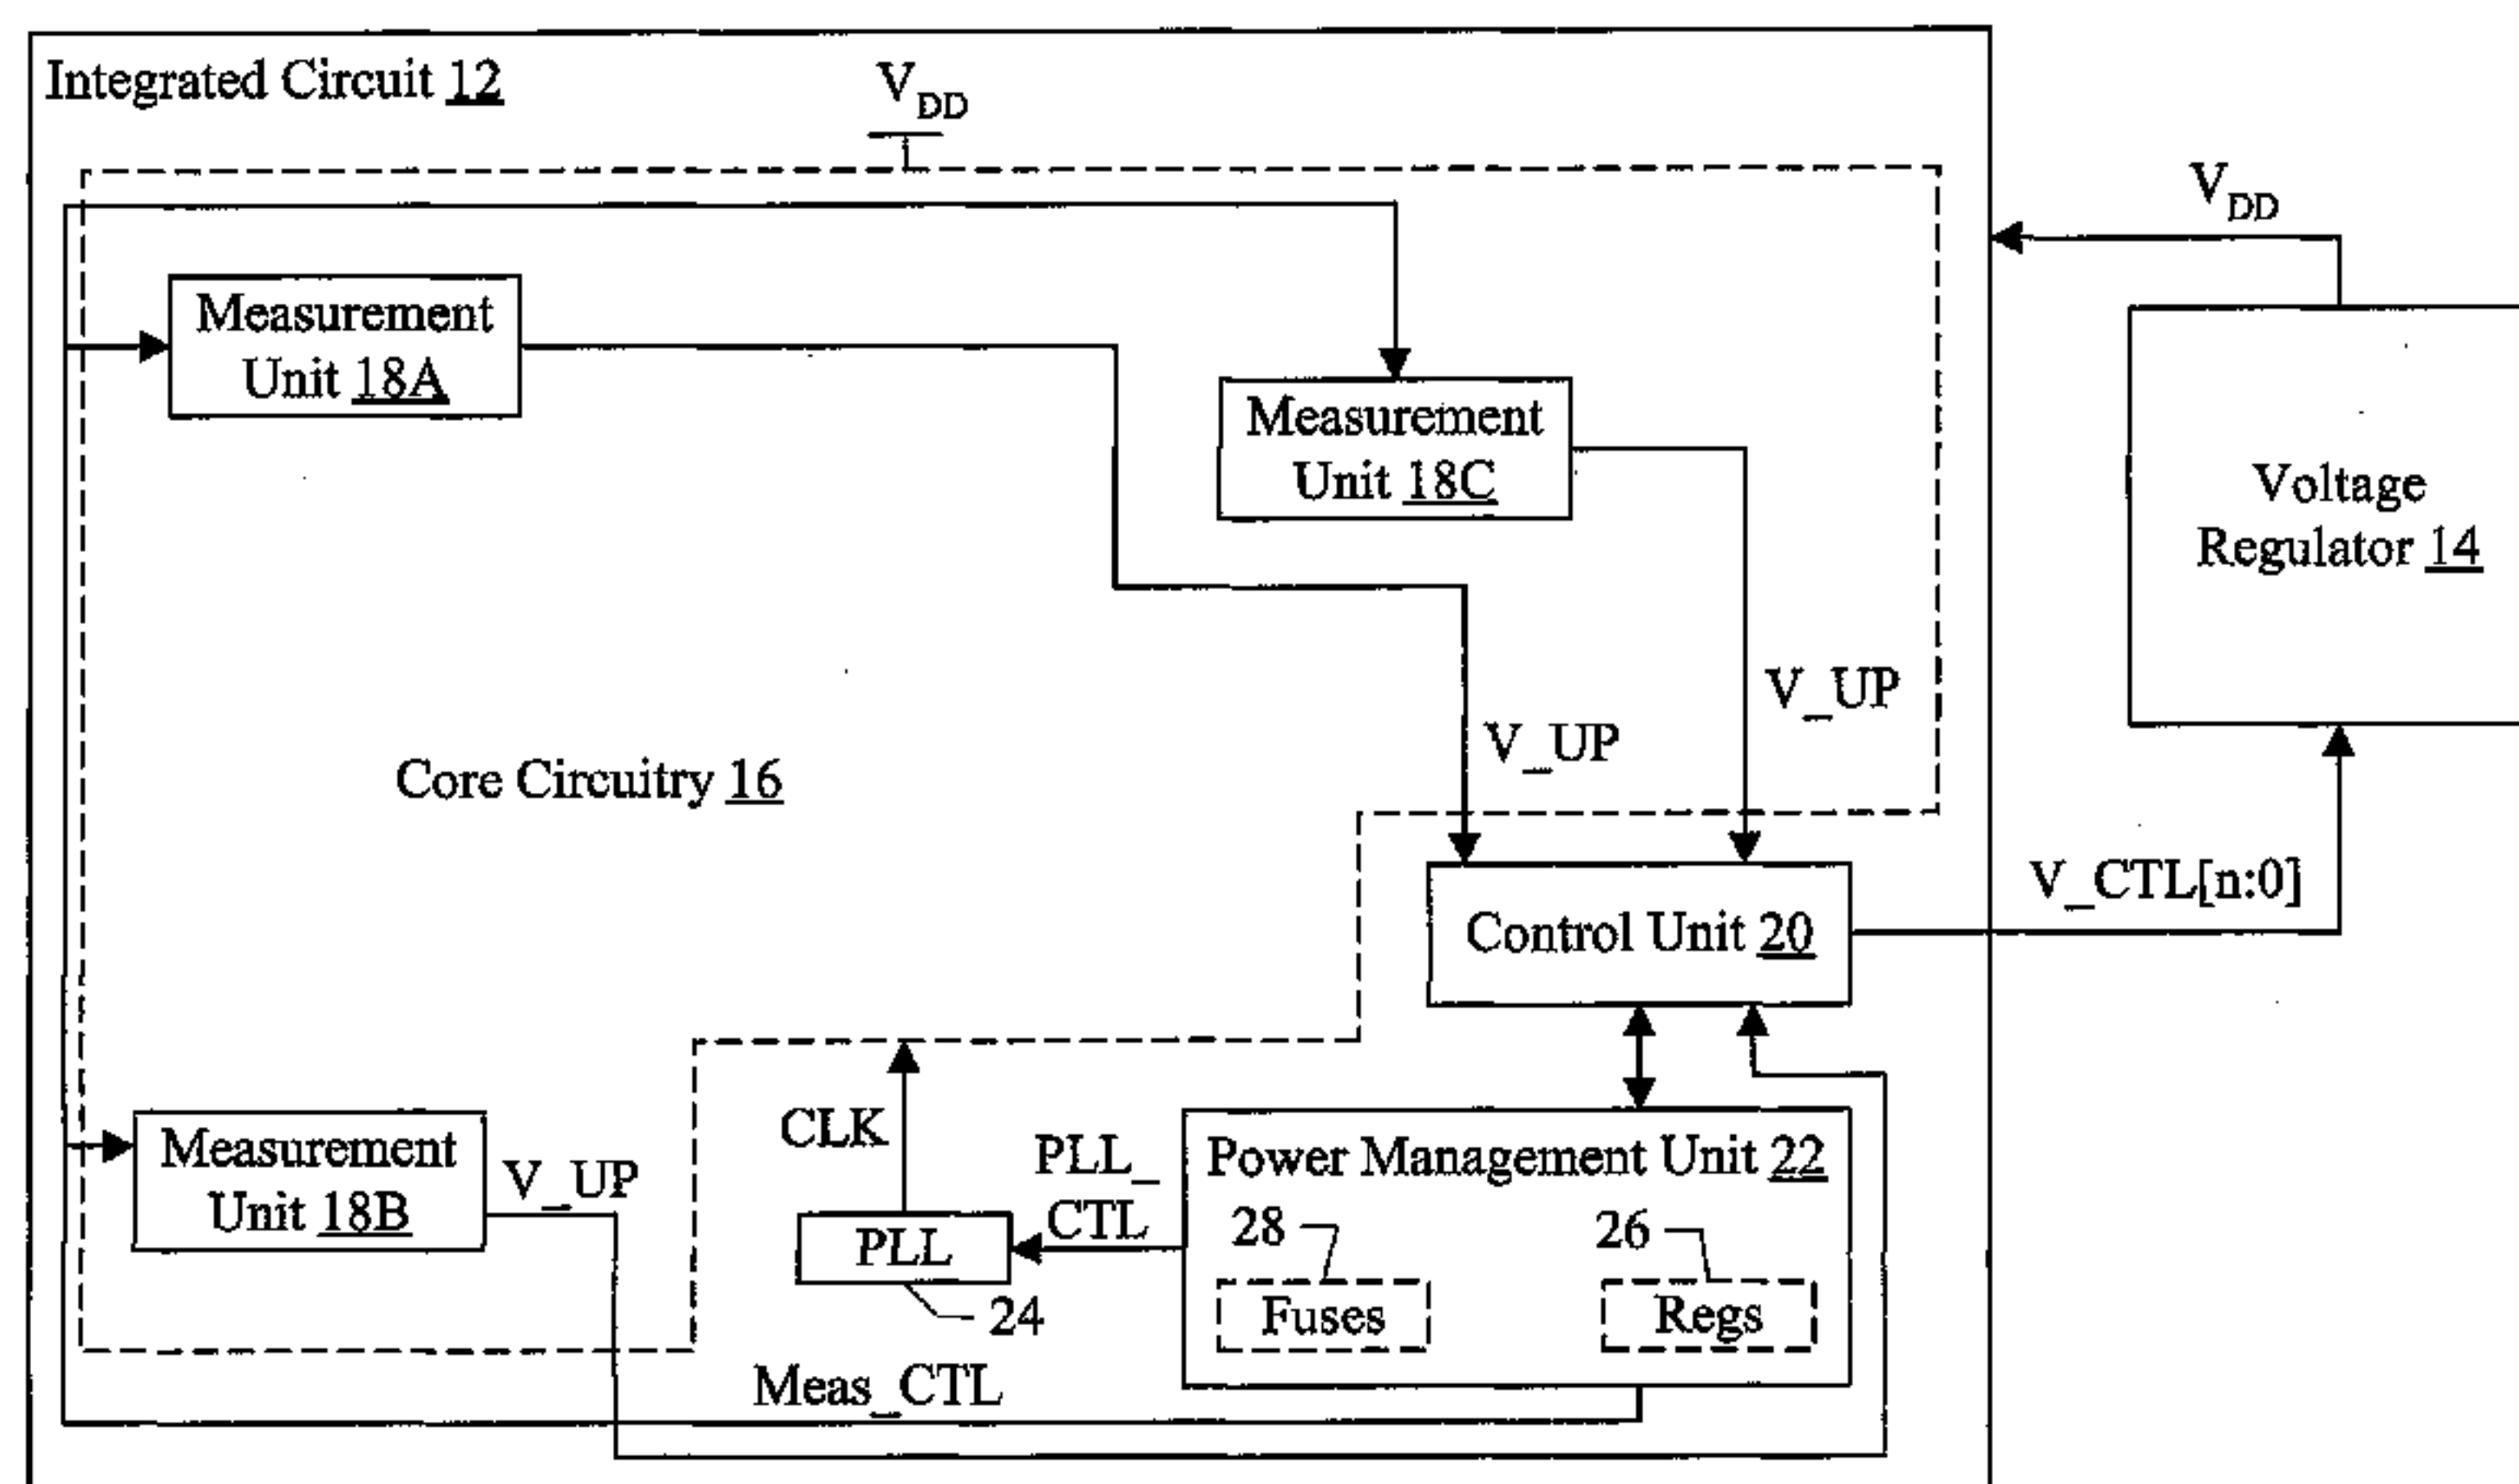 Integrated Circuit 12
VDD
VDD
Measurement
Unit 18A
Measurement
Unit 18C
Voltage
Regulator 14
V_UP
V_UP
Core Circuitry 16
V_CTL[n:0]
Control Unit 20
Measurement
Unit 18B
V_UP
CLK
PLL_
CTL
Power Management Unit 22
PLL
24
28
26
Fuses
Regs
Meas_CTL